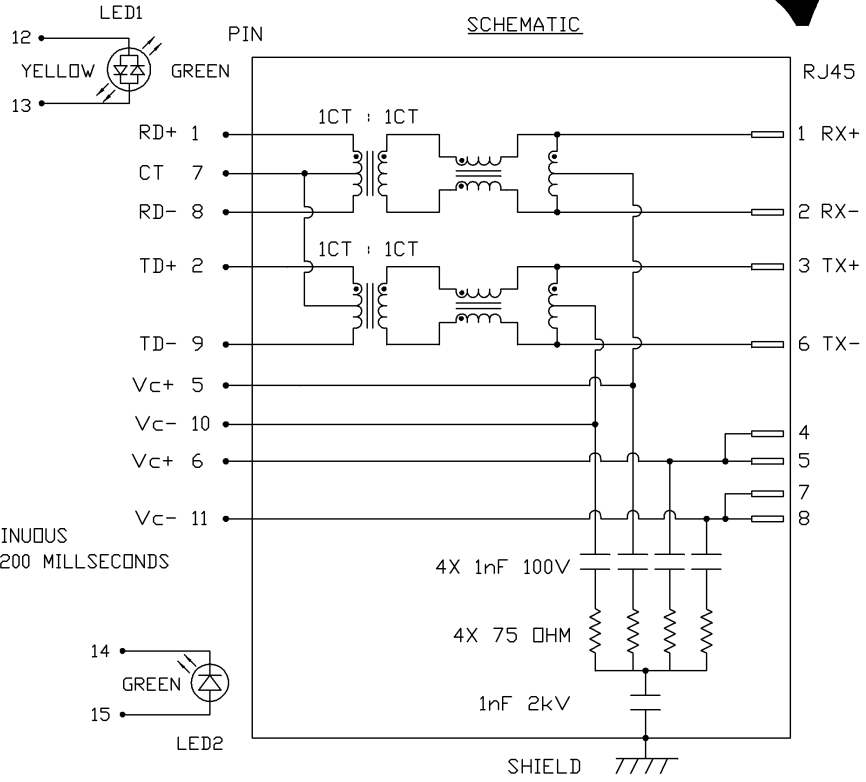 LED1
SCHEMATIC
12
PIN
YELLOW
GREEN
RJ45
13
1CT : 1CT
RD+ 1
1 RX+
CT 7
RD- 8
2 RX-
1CT : 1CT
TD+ 2
3 TX+
TD- 9
6 TX-
Vc+ 5
Vc- 10
4
Vc+ 6
5
7
Vc- 11
8
INUOUS
200 MILLSECONDS
4X 1nF 100V
4X 75 OHM
14
GREEN
1nF 2kV
15
LED2
SHIELD